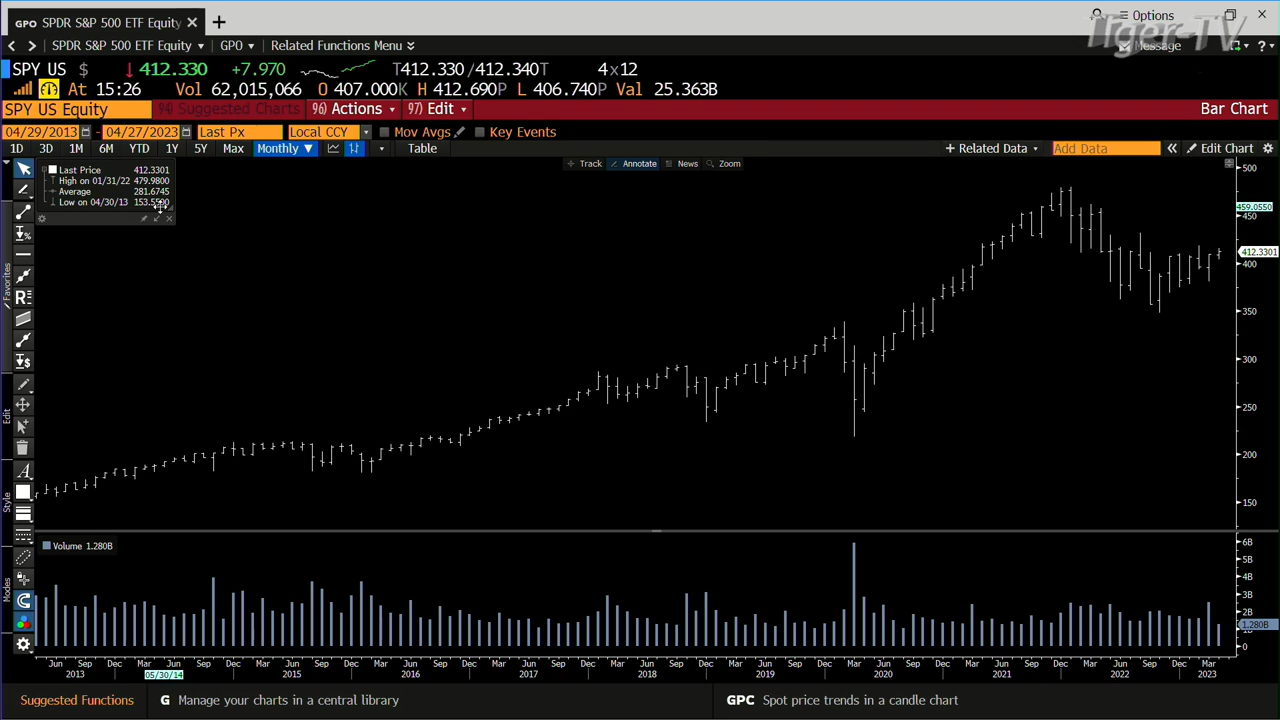 GPO SPDR S&P 500 ETF Equity × +
Options
SPDR S&P 500 ETF Equity GPO Related Functions Menu Message ?
Tiger-TV
SPY US $ ↓412.330 +7.970 T412.330/412.340T 4x12
At 15:26 Vol 62,015,066 O 407.000K H 412.690P L 406.740P Val 25.363B
SPY US Equity 94) Suggested Charts 96) Actions 97) Edit Bar Chart
04/29/2013 - 04/27/2023 Last Px Local CCY Mov Avgs Key Events
1D 3D 1M 6M YTD 1Y 5Y Max Monthly ▼ Table + Related Data Add Data « Edit Chart
Track Annotate News Zoom
Last Price 412.3301
High on 01/31/22 479.9800
Average 281.6745
Low on 04/30/13 153.5500
Favorites
Edit
Style
Modes
500
459.0550
450
412.3301
400
350
300
250
200
150
Volume 1.280B
6B
5B
4B
3B
2B
1.280B
1B
0
Jun Sep Dec Mar Jun Sep Dec Mar Jun Sep Dec Mar Jun Sep Dec Mar Jun Sep Dec Mar Jun Sep Dec Mar Jun Sep Dec Mar Jun Sep Dec Mar Jun Sep Dec Mar Jun Sep Dec Mar
2013 05/30/14 2015 2016 2017 2018 2019 2020 2021 2022 2023
Suggested Functions G Manage your charts in a central library GPC Spot price trends in a candle chart